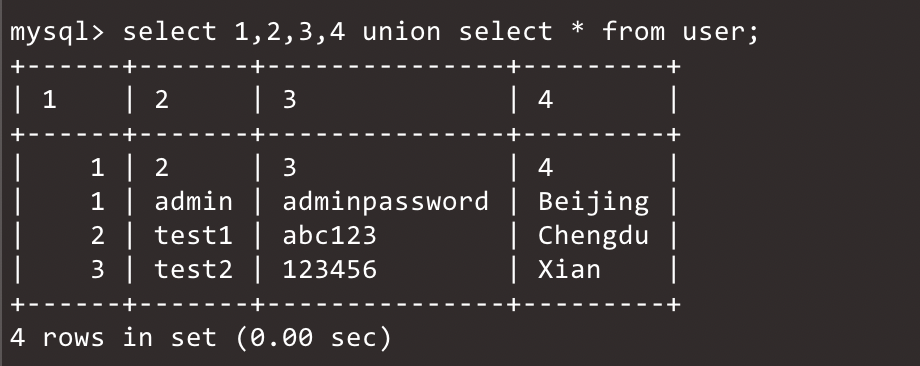 mysql> select 1,2,3,4 union select * from user;
+------+-------+---------------+---------+
| 1    | 2     | 3             | 4       |
+------+-------+---------------+---------+
|    1 | 2     | 3             | 4       |
|    1 | admin | adminpassword | Beijing |
|    2 | test1 | abc123        | Chengdu |
|    3 | test2 | 123456        | Xian    |
+------+-------+---------------+---------+
4 rows in set (0.00 sec)